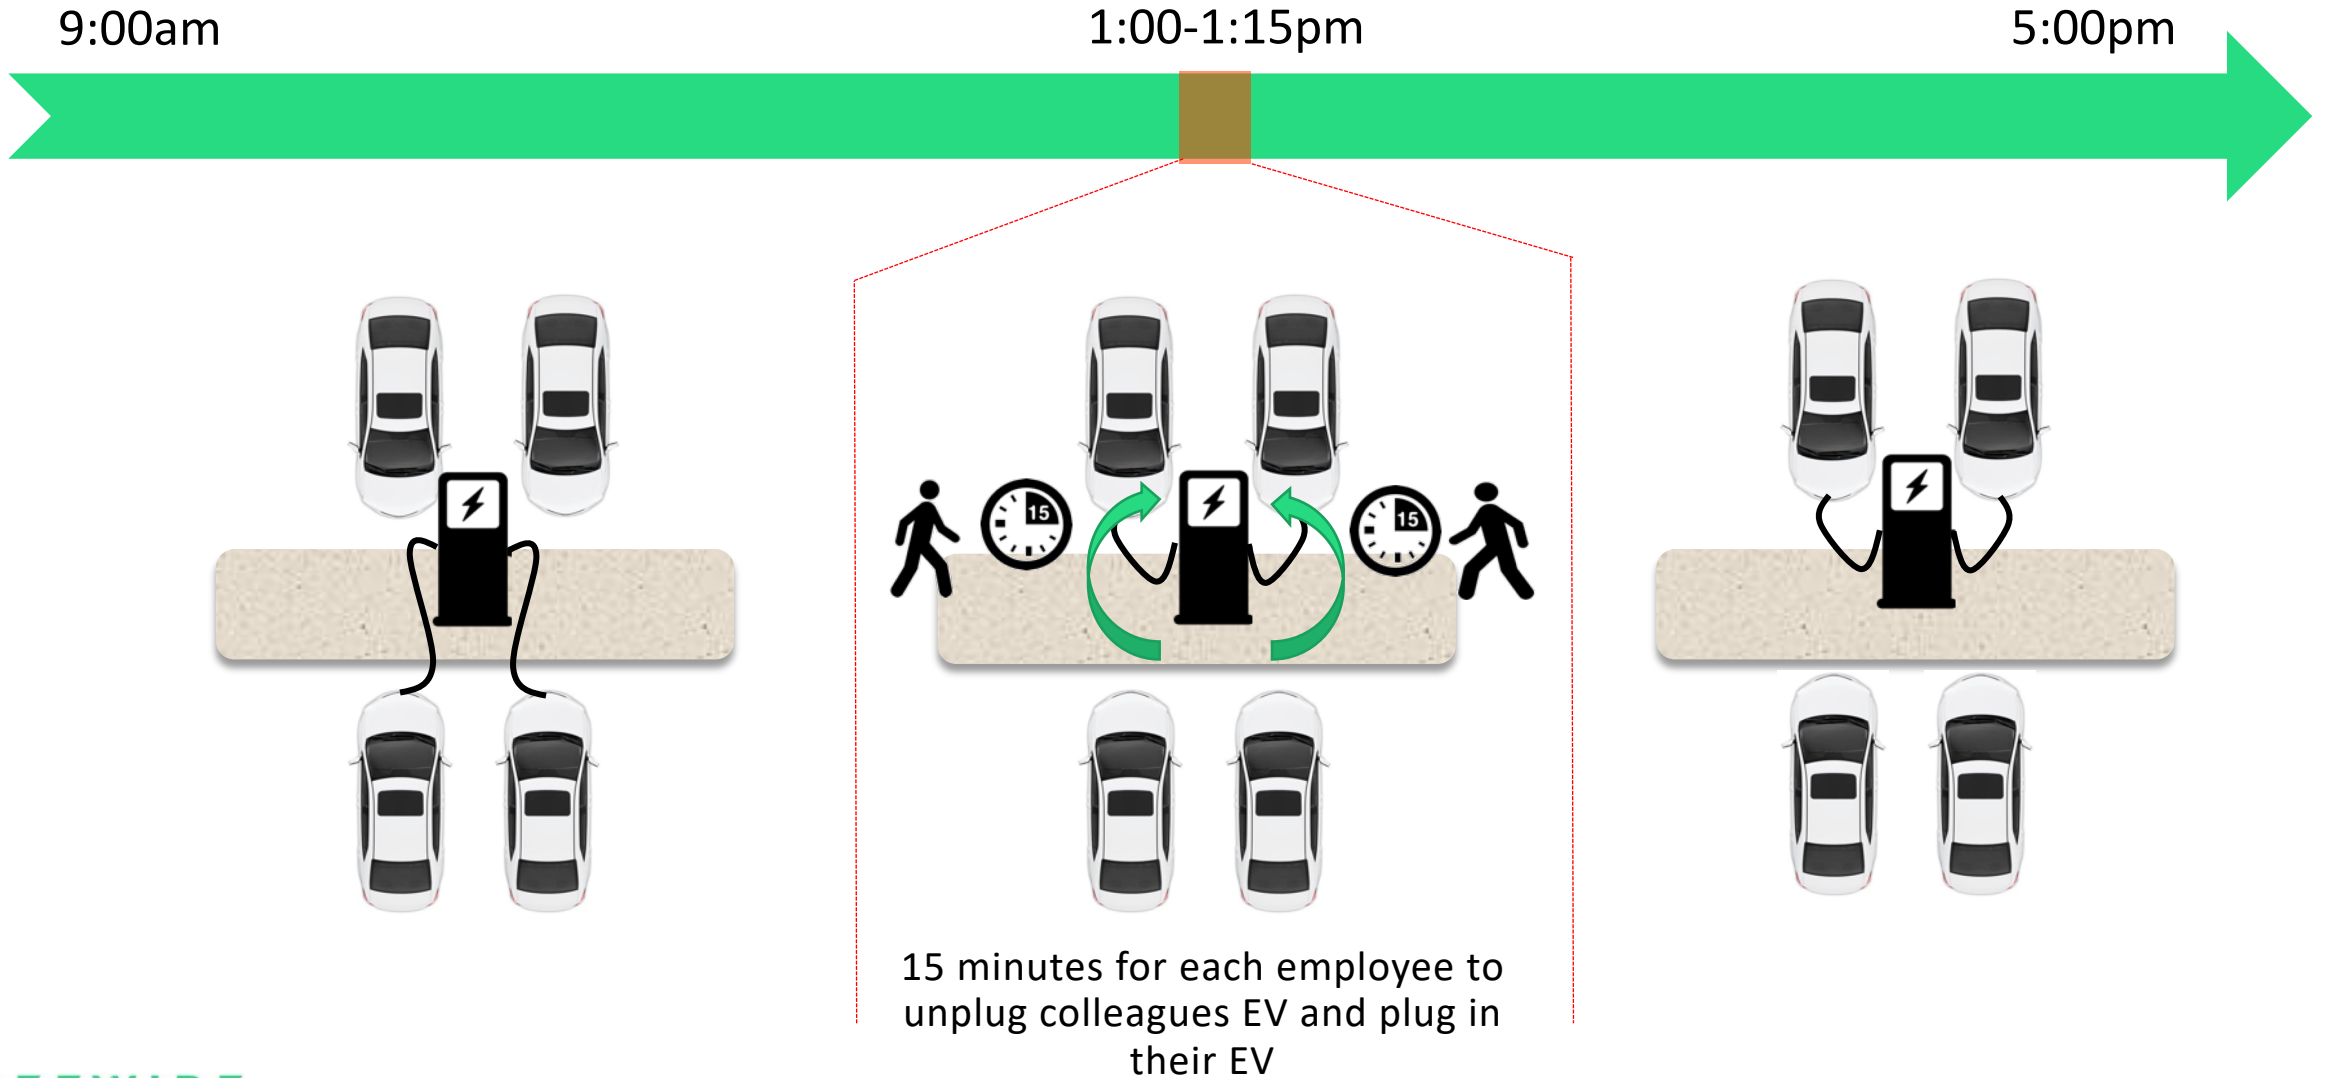 9:00am
1:00-1:15pm
5:00pm
15
15
15 minutes for each employee to
unplug colleagues EV and plug in
their EV